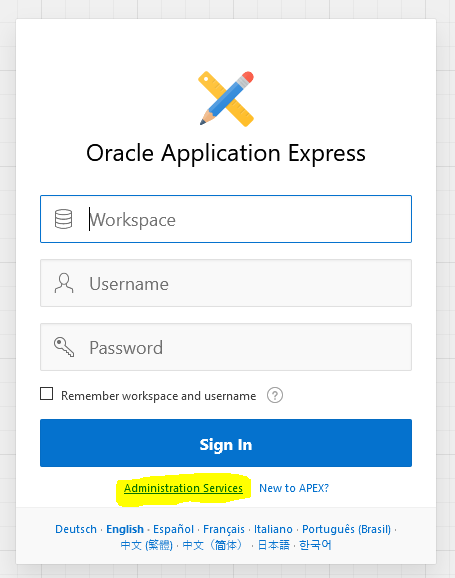 Oracle Application Express
Workspace
Username
Password
Remember workspace and username ?
Sign In
Administration Services New to APEX?
Deutsch · English · Español · Français · Italiano · Português (Brasil) ·
中文 (繁體) · 中文（简体） · 日本語 · 한국어